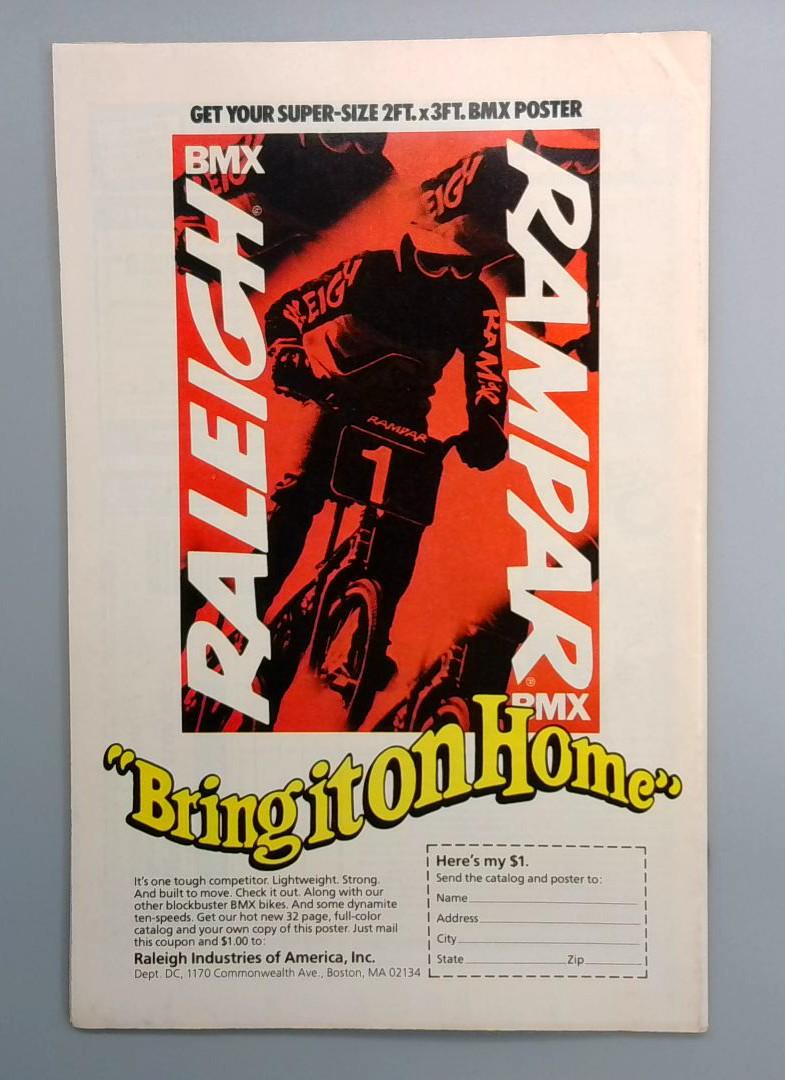 GET YOUR SUPER-SIZE 2FT. x 3FT. BMX POSTER
BMX
RALEIGH®
RAMPAR®
BMX
EIGH
EIGH
RAMPAR
1
"Bring it on Home"
It's one tough competitor. Lightweight. Strong.
And built to move. Check it out. Along with our
other blockbuster BMX bikes. And some dynamite
ten-speeds. Get our hot new 32 page, full-color
catalog and your own copy of this poster. Just mail
this coupon and $1.00 to:
Raleigh Industries of America, Inc.
Dept. DC, 1170 Commonwealth Ave., Boston, MA 02134
Here's my $1.
Send the catalog and poster to:
Name
Address
City
State Zip